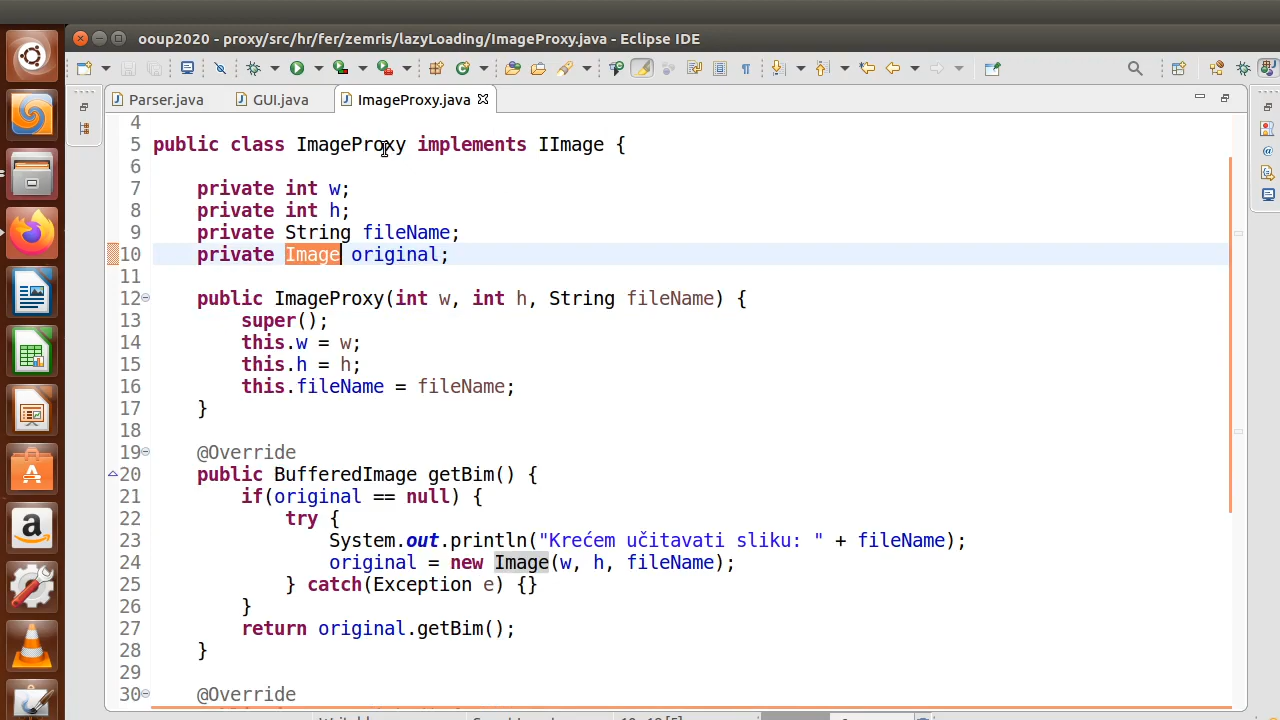 ooup2020 - proxy/src/hr/fer/zemris/lazyLoading/ImageProxy.java - Eclipse IDE
Parser.java GUI.java ImageProxy.java
4
5 public class ImageProxy implements IImage {
6
7 private int w;
8 private int h;
9 private String fileName;
10 private Image original;
11
12 public ImageProxy(int w, int h, String fileName) {
13 super();
14 this.w = w;
15 this.h = h;
16 this.fileName = fileName;
17 }
18
19 @Override
20 public BufferedImage getBim() {
21 if(original == null) {
22 try {
23 System.out.println("Krećem učitavati sliku: " + fileName);
24 original = new Image(w, h, fileName);
25 } catch(Exception e) {}
26 }
27 return original.getBim();
28 }
29
30 @Override